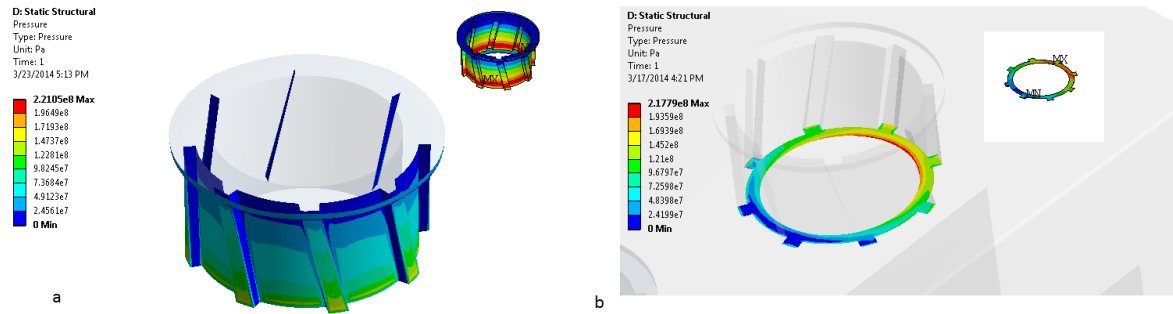 D: Static Structural
Pressure
Type: Pressure
Unit: Pa
Time: 1
3/23/2014 5:13 PM
2.2105e8 Max
1.9649e8
1.7193e8
1.4737e8
1.2281e8
9.8245e7
7.3684e7
4.9123e7
2.4561e7
0 Min
MX
a
D: Static Structural
Pressure
Type: Pressure
Unit: Pa
Time: 1
3/17/2014 4:21 PM
2.1779e8 Max
1.9359e8
1.6939e8
1.452e8
1.21e8
9.6797e7
7.2598e7
4.8398e7
2.4199e7
0 Min
MX
MN
b